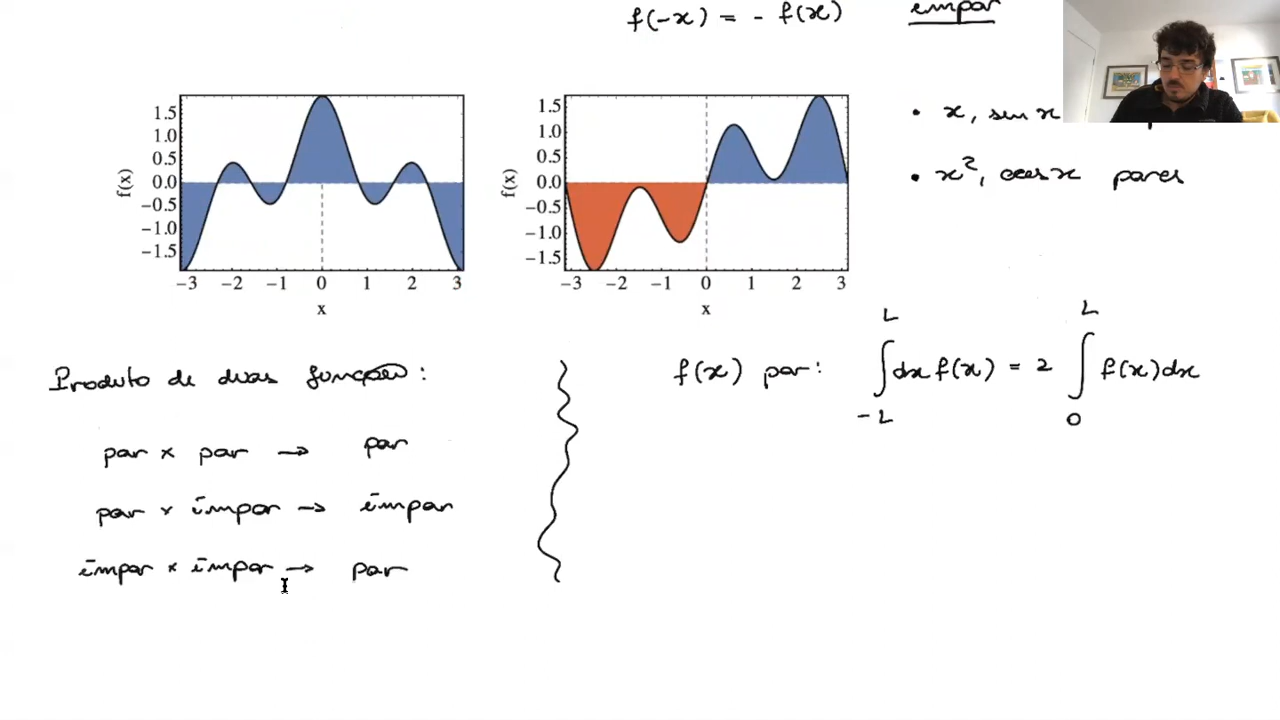 f(-x) = - f(x)
ímpar
• x, sin x
• x², cos x pares
1.5
1.0
0.5
0.0
-0.5
-1.0
-1.5
f(x)
-3 -2 -1 0 1 2 3
x
1.5
1.0
0.5
0.0
-0.5
-1.0
-1.5
f(x)
-3 -2 -1 0 1 2 3
x
Produto de duas funções:
par x par → par
par x ímpar → ímpar
ímpar x ímpar → par
f(x) par: ∫_{-L}^{L} dx f(x) = 2 ∫_{0}^{L} f(x) dx